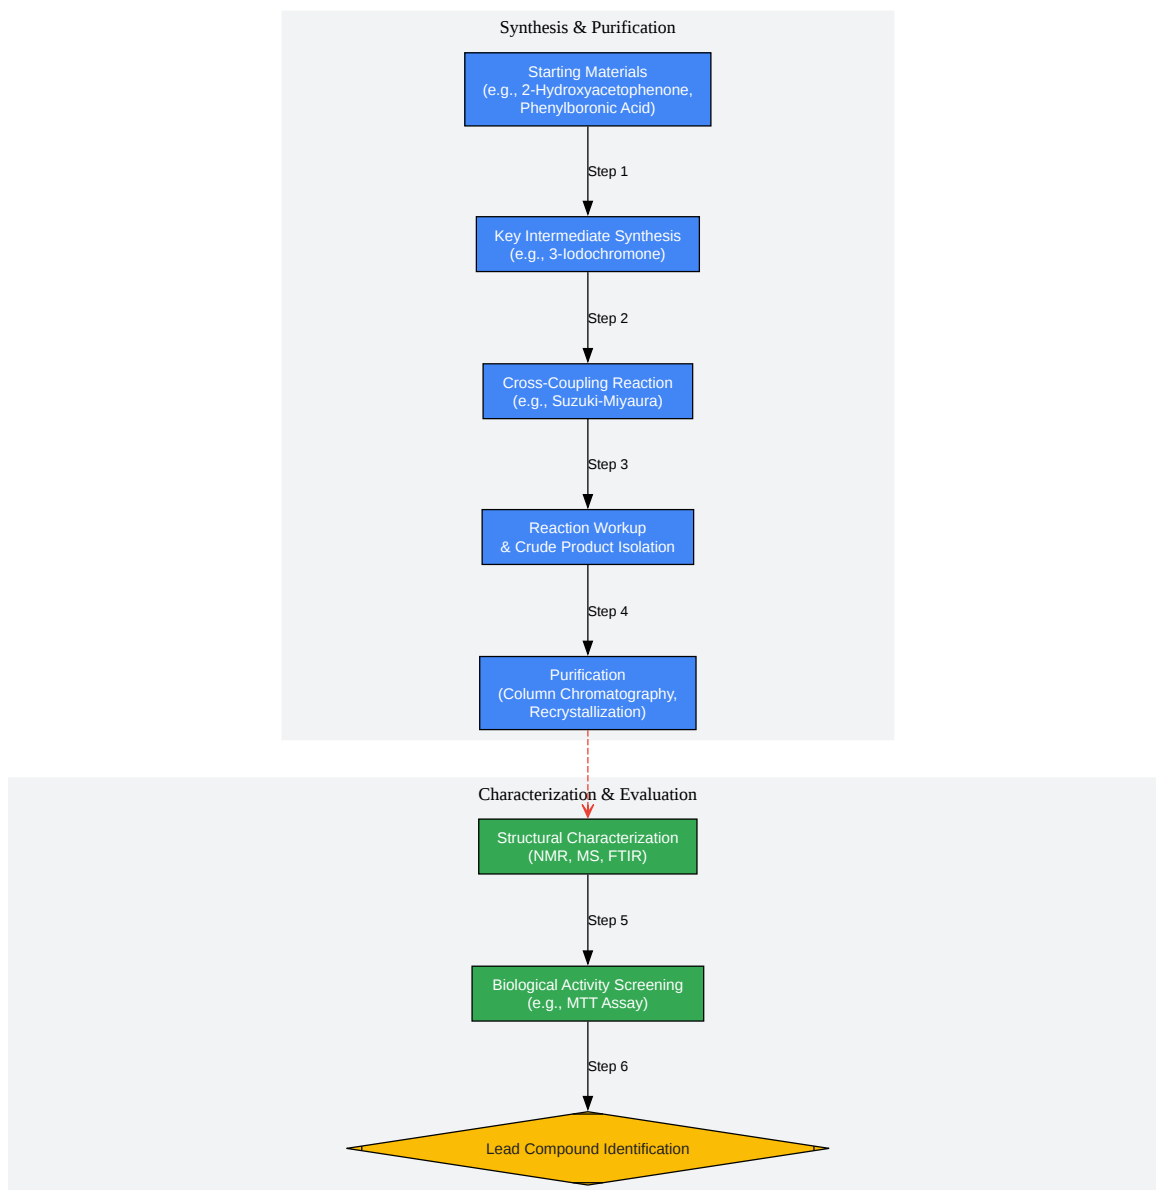 Synthesis & Purification
Starting Materials
(e.g., 2-Hydroxyacetophenone,
Phenylboronic Acid)
Step 1
Key Intermediate Synthesis
(e.g., 3-Iodochromone)
Step 2
Cross-Coupling Reaction
(e.g., Suzuki-Miyaura)
Step 3
Reaction Workup
& Crude Product Isolation
Step 4
Purification
(Column Chromatography,
Recrystallization)
Characterization & Evaluation
Structural Characterization
(NMR, MS, FTIR)
Step 5
Biological Activity Screening
(e.g., MTT Assay)
Step 6
Lead Compound Identification